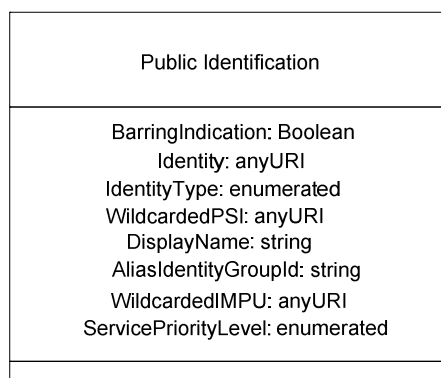 Public Identification
BarringIndication: Boolean
Identity: anyURI
IdentityType: enumerated
WildcardedPSI: anyURI
DisplayName: string
AliasIdentityGroupId: string
WildcardedIMPU: anyURI
ServicePriorityLevel: enumerated